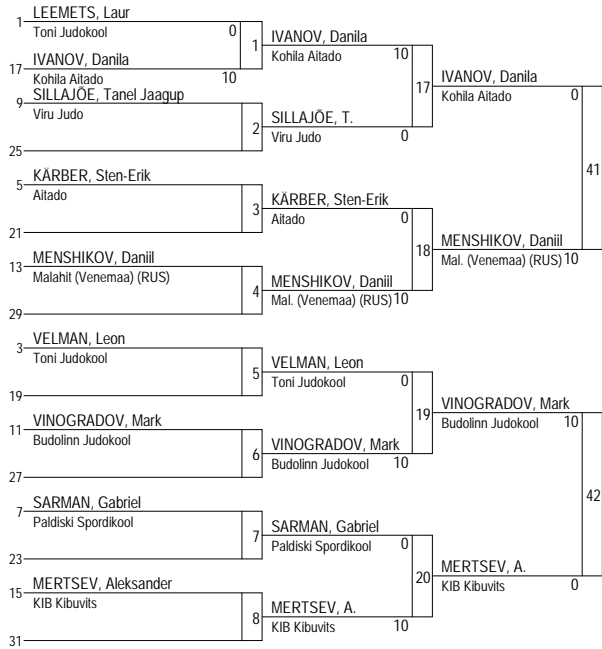 1 LEEMETS, Laur
Toni Judokool 0
17 IVANOV, Danila
Kohila Aitado 10
1
9 SILLAJÕE, Tanel Jaagup
Viru Judo
25
2
5 KÄRBER, Sten-Erik
Aitado
21
3
13 MENSHIKOV, Daniil
Malahit (Venemaa) (RUS)
29
4
3 VELMAN, Leon
Toni Judokool
19
5
11 VINOGRADOV, Mark
Budolinn Judokool
27
6
7 SARMAN, Gabriel
Paldiski Spordikool
23
7
15 MERTSEV, Aleksander
KIB Kibuvits
31
8
IVANOV, Danila
Kohila Aitado 10
17
SILLAJÕE, T.
Viru Judo 0
KÄRBER, Sten-Erik
Aitado 0
18
MENSHIKOV, Daniil
Mal. (Venemaa) (RUS) 10
VELMAN, Leon
Toni Judokool 0
19
VINOGRADOV, Mark
Budolinn Judokool 10
SARMAN, Gabriel
Paldiski Spordikool 0
20
MERTSEV, A.
KIB Kibuvits 10
IVANOV, Danila
Kohila Aitado 0
41
MENSHIKOV, Daniil
Mal. (Venemaa) (RUS) 10
VINOGRADOV, Mark
Budolinn Judokool 10
42
MERTSEV, A.
KIB Kibuvits 0